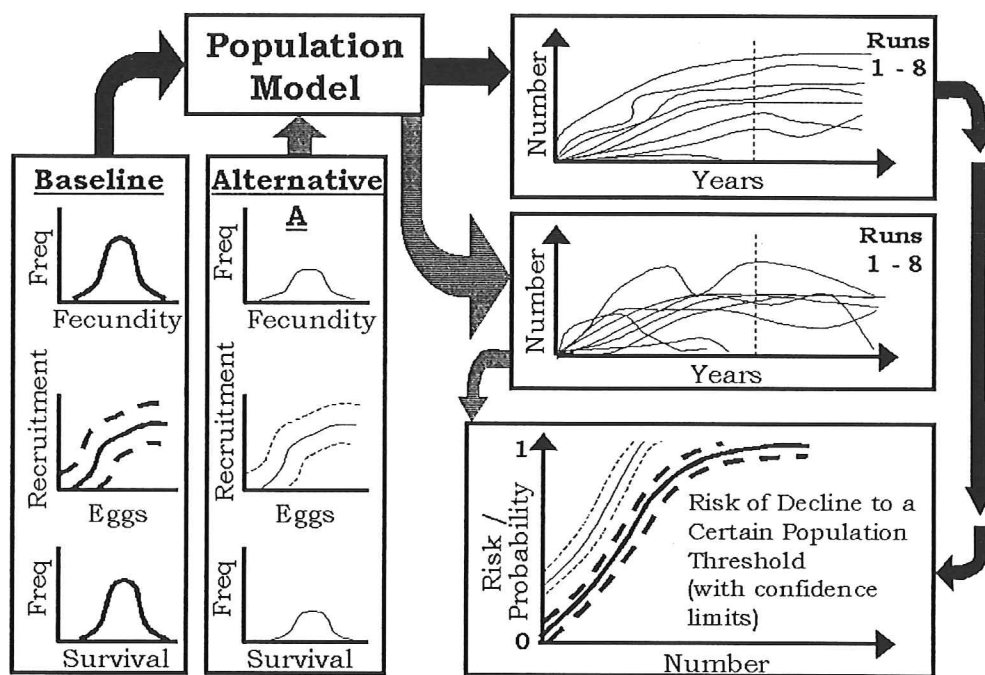 Population
Model
Baseline
Freq
Fecundity
Recruitment
Eggs
Freq
Survival
Alternative
A
Freq
Fecundity
Recruitment
Eggs
Freq
Survival
Number
Runs
1 - 8
Years
Number
Runs
1 - 8
Years
Risk /
Probability
1
0
Risk of Decline to a
Certain Population
Threshold
(with confidence
limits)
Number